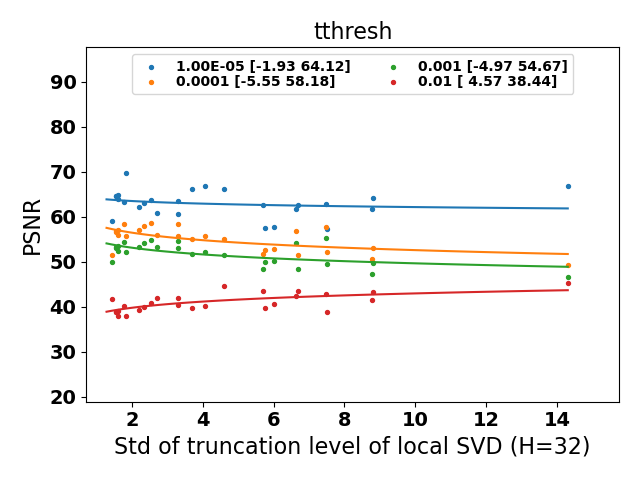 tthresh
1.00E-05 [-1.93 64.12]
0.0001 [-5.55 58.18]
0.001 [-4.97 54.67]
0.01 [ 4.57 38.44]
PSNR
90
80
70
60
50
40
30
20
2 4 6 8 10 12 14
Std of truncation level of local SVD (H=32)